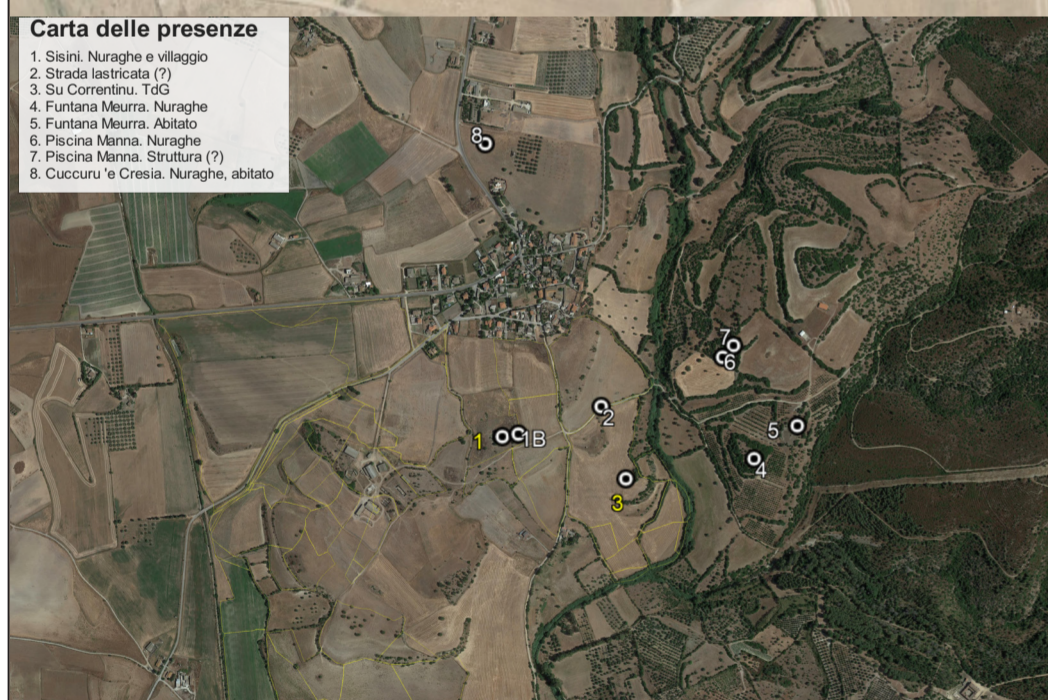 Carta delle presenze
1. Sisini. Nuraghe e villaggio
2. Strada lastricata (?)
3. Su Correntinu. TdG
4. Funtana Meurra. Nuraghe
5. Funtana Meurra. Abitato
6. Piscina Manna. Nuraghe
7. Piscina Manna. Struttura (?)
8. Cuccuru 'e Cresia. Nuraghe, abitato
8
7
6
2
1
1B
5
4
3